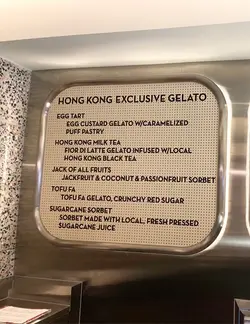 HONG KONG EXCLUSIVE GELATO
EGG TART
EGG CUSTARD GELATO W/CARAMELIZED
PUFF PASTRY
HONG KONG MILK TEA
FIOR DI LATTE GELATO INFUSED W/LOCAL
HONG KONG BLACK TEA
JACK OF ALL FRUITS
JACKFRUIT & COCONUT & PASSIONFRUIT SORBET
TOFU FA
TOFU FA GELATO, CRUNCHY RED SUGAR
SUGARCANE SORBET
SORBET MADE WITH LOCAL, FRESH PRESSED
SUGARCANE JUICE